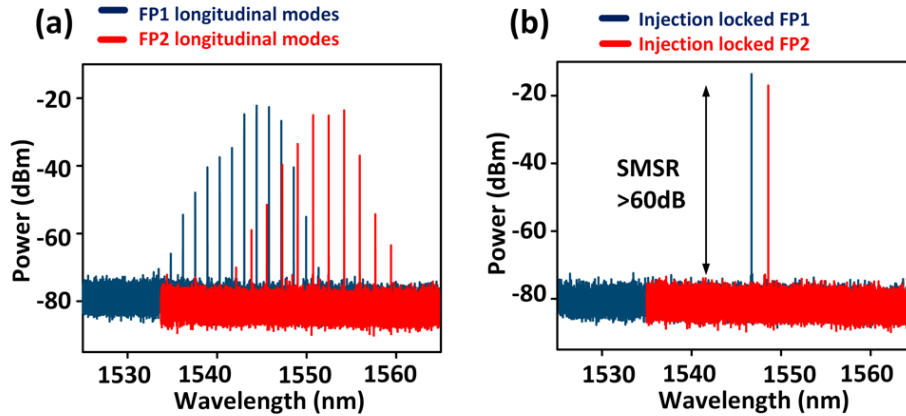 (a)
FP1 longitudinal modes
FP2 longitudinal modes
Power (dBm)
-20
-40
-60
-80
1530 1540 1550 1560
Wavelength (nm)
(b)
Injection locked FP1
Injection locked FP2
Power (dBm)
-20
-40
-60
-80
SMSR
>60dB
1530 1540 1550 1560
Wavelength (nm)